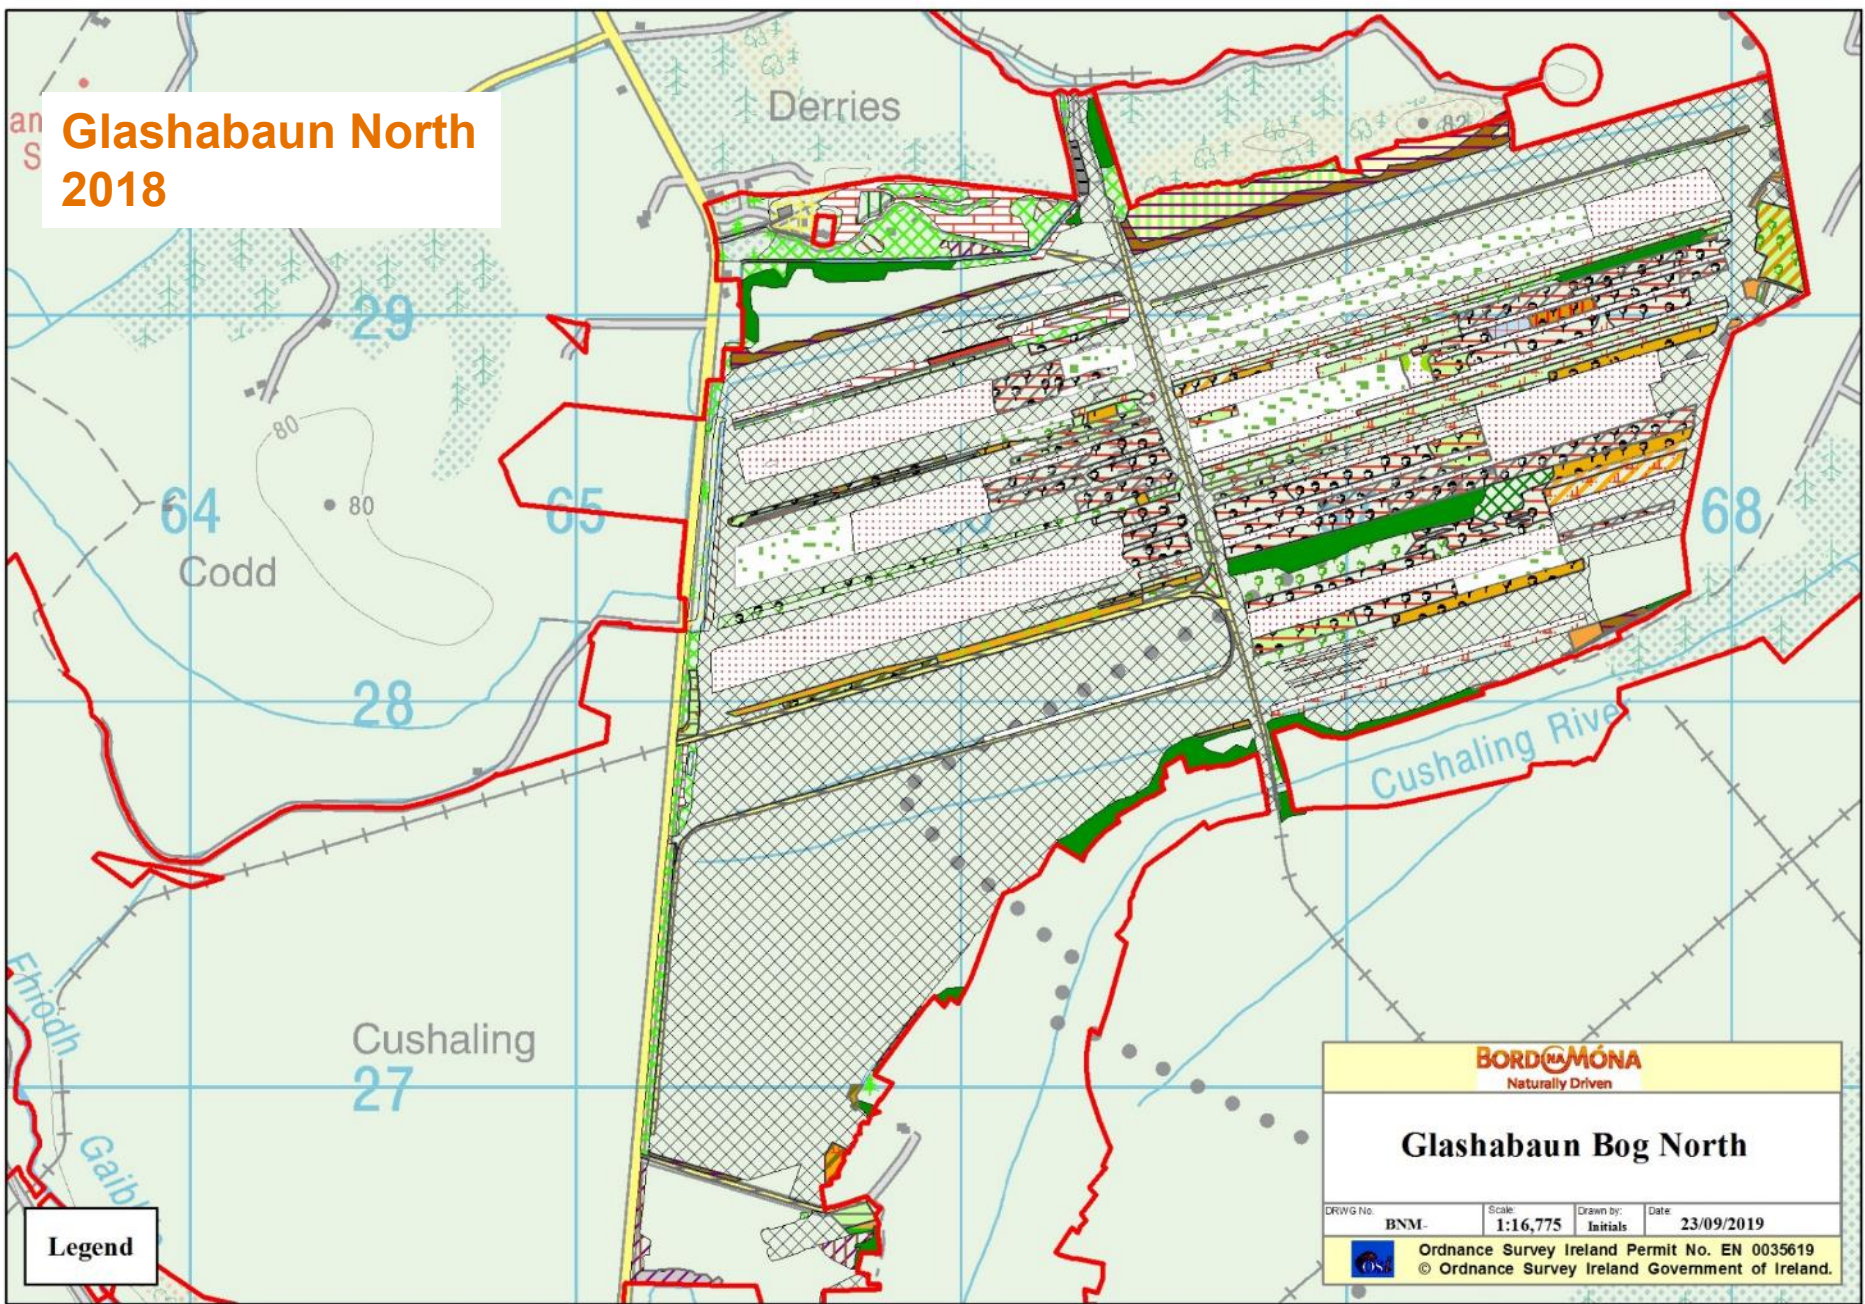 Glashabaun North
2018
an
S
Derries
82
29
80
64
80
65
68
Codd
28
Cushaling River
Fhiodh
Cushaling
27
Legend
BORD NA MÓNA
Naturally Driven
Glashabaun Bog North
DRWG No. BNM-
Scale: 1:16,775
Drawn by: Initials
Date: 23/09/2019
OSi
Ordnance Survey Ireland Permit No. EN 0035619
© Ordnance Survey Ireland Government of Ireland.